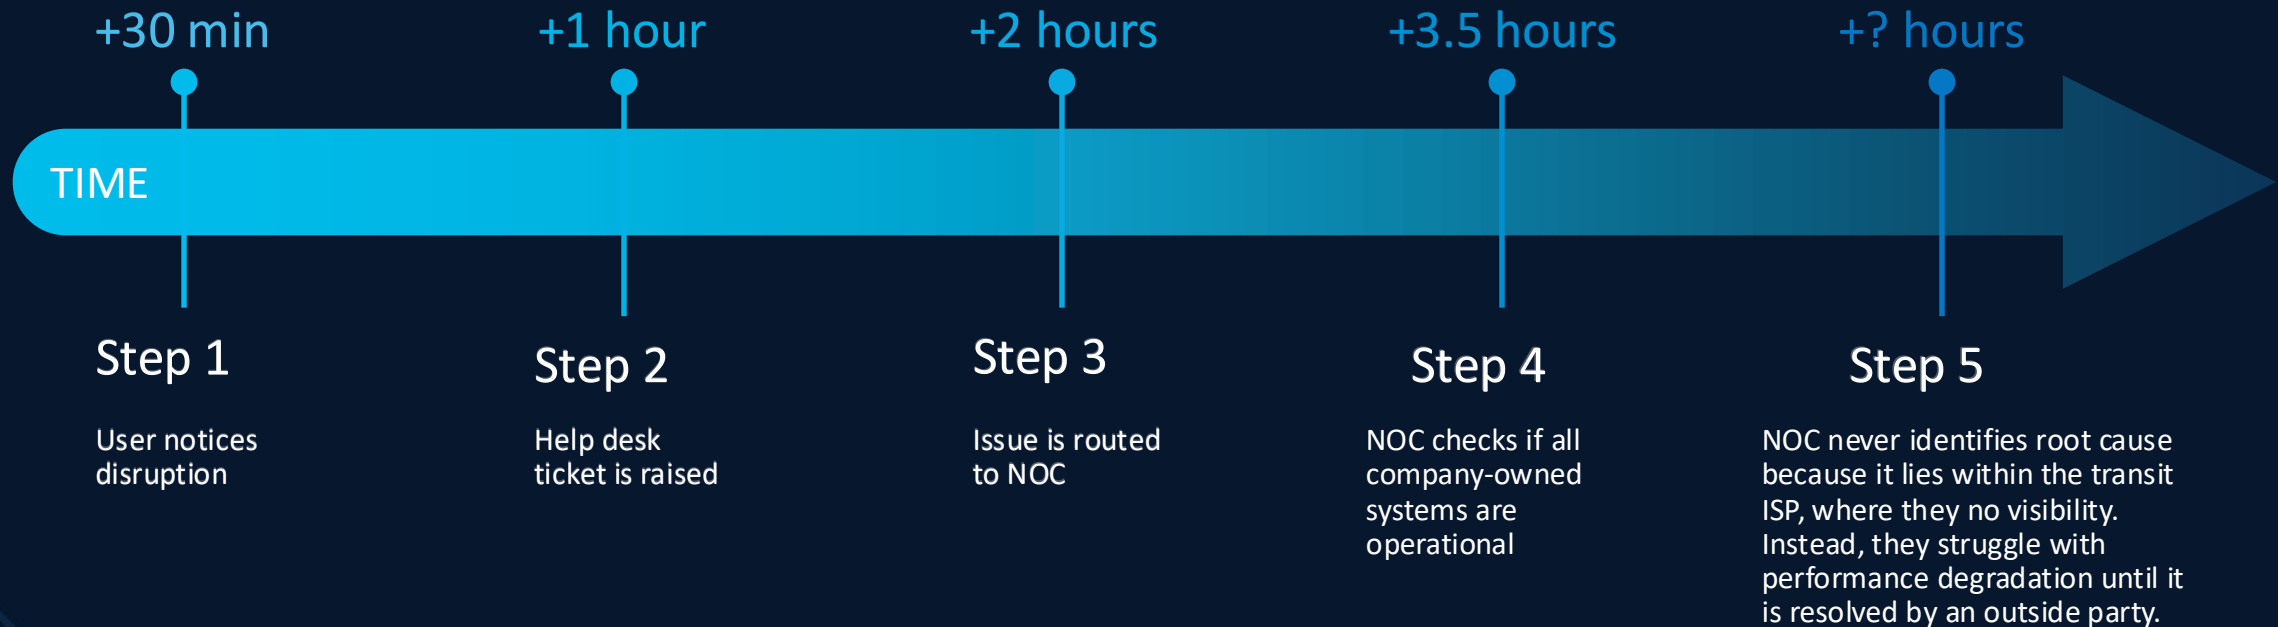 +30 min
+1 hour
+2 hours
+3.5 hours
+? hours
TIME
Step 1
User notices
disruption
Step 2
Help desk
ticket is raised
Step 3
Issue is routed
to NOC
Step 4
NOC checks if all
company-owned
systems are
operational
Step 5
NOC never identifies root cause
because it lies within the transit
ISP, where they no visibility.
Instead, they struggle with
performance degradation until it
is resolved by an outside party.